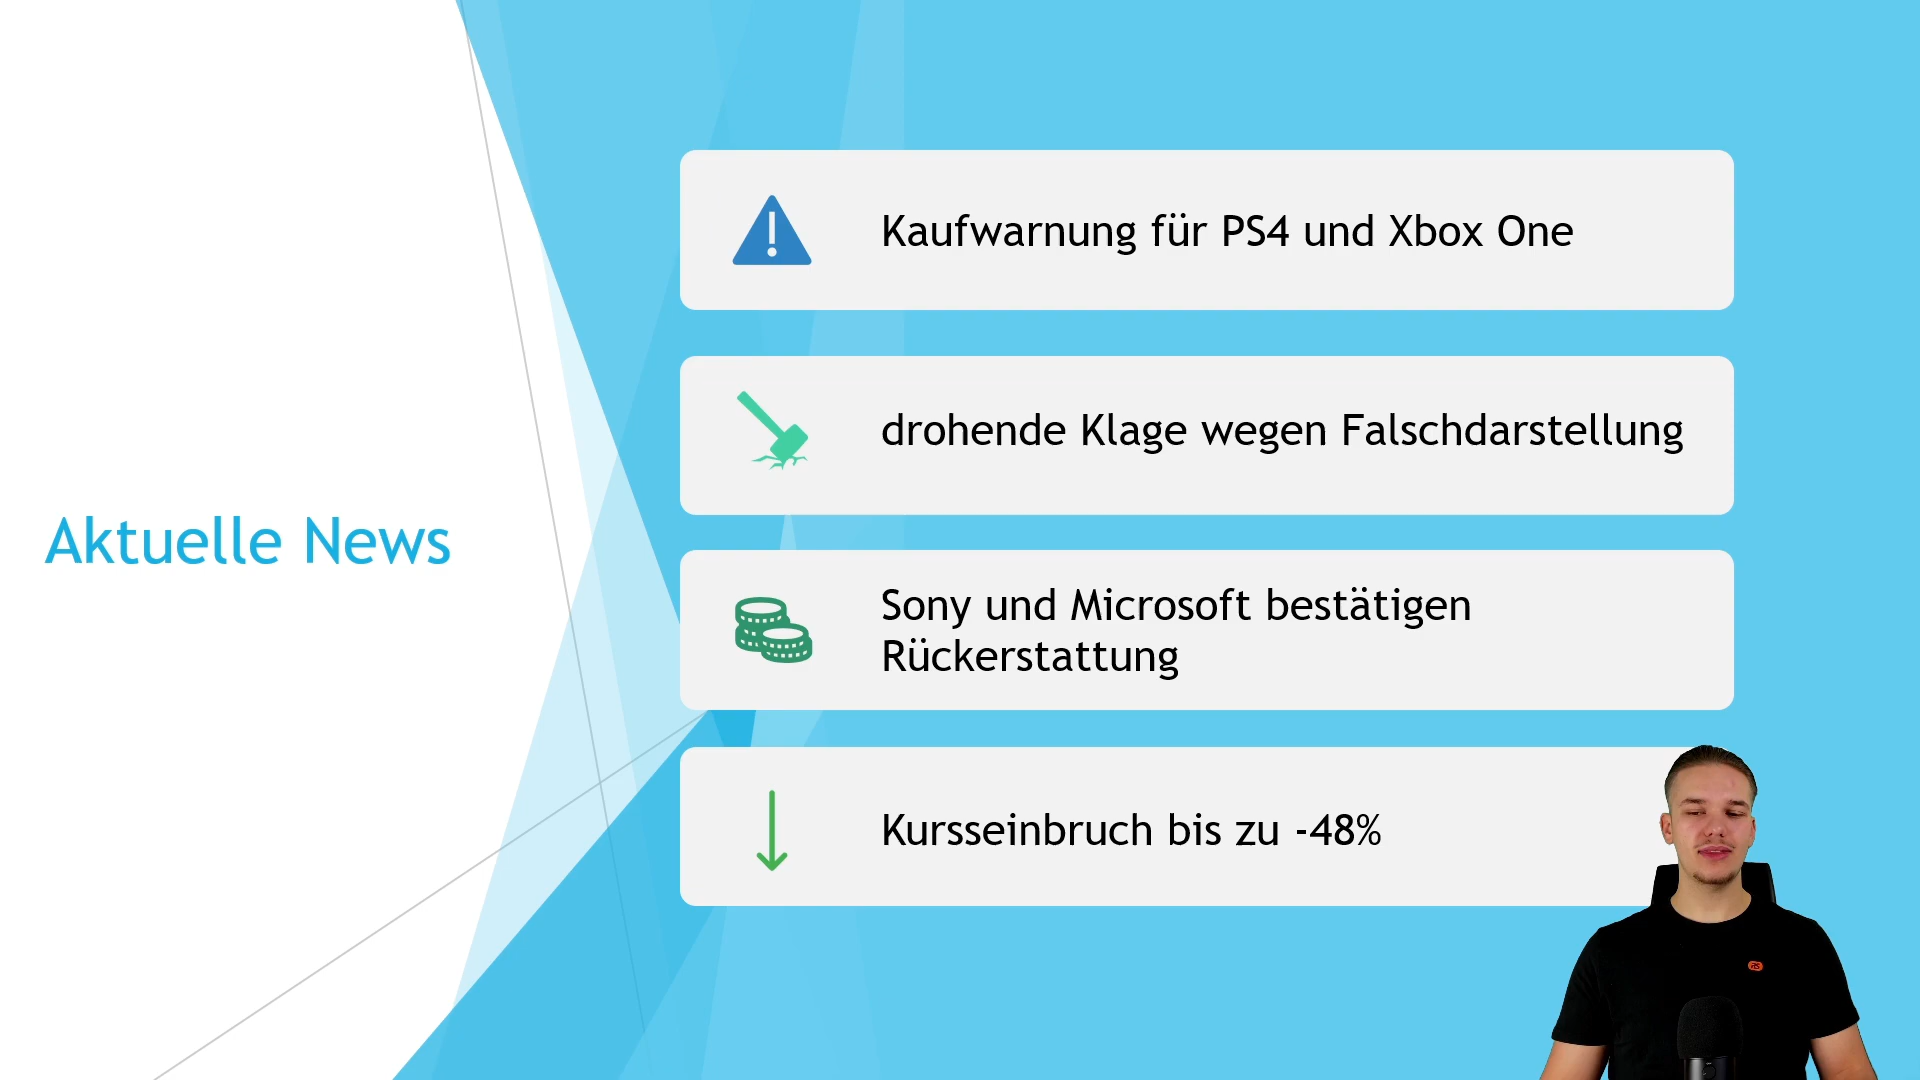 Aktuelle News
Kaufwarnung für PS4 und Xbox One
drohende Klage wegen Falschdarstellung
Sony und Microsoft bestätigen
Rückerstattung
Kursseinbruch bis zu -48%